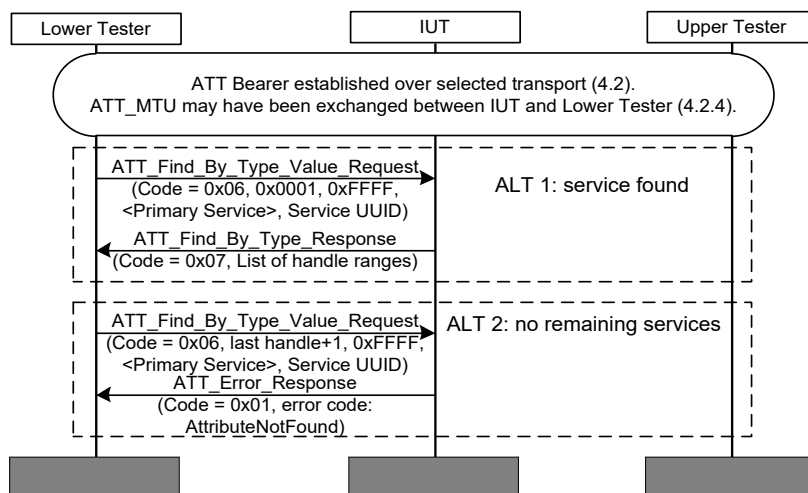 Lower Tester
IUT
Upper Tester
ATT Bearer established over selected transport (4.2).
ATT_MTU may have been exchanged between IUT and Lower Tester (4.2.4).
ATT_Find_By_Type_Value_Request
(Code = 0x06, 0x0001, 0xFFFF,
<Primary Service>, Service UUID)
ALT 1: service found
ATT_Find_By_Type_Response
(Code = 0x07, List of handle ranges)
ATT_Find_By_Type_Value_Request
(Code = 0x06, last handle+1, 0xFFFF,
<Primary Service>, Service UUID)
ALT 2: no remaining services
ATT_Error_Response
(Code = 0x01, error code:
AttributeNotFound)